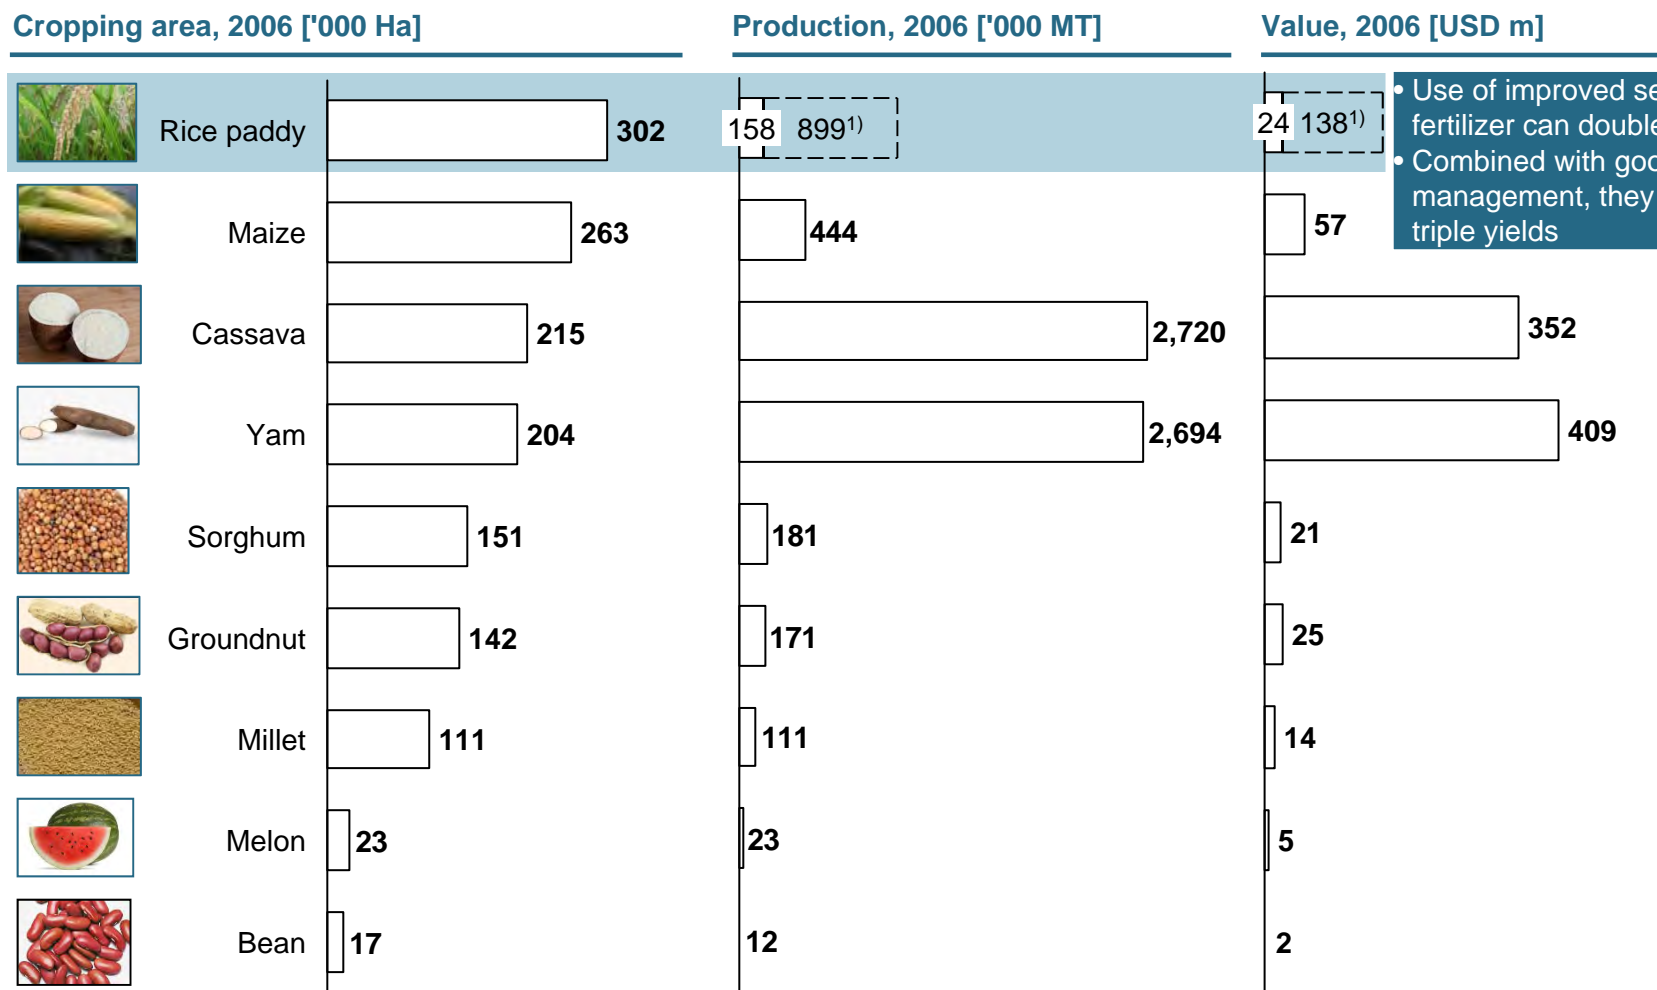 Cropping area, 2006 ['000 Ha]
Production, 2006 ['000 MT]
Value, 2006 [USD m]
Rice paddy 302 158 899¹⁾ 24 138¹⁾
• Use of improved
fertilizer can
• Combined with
management, they
triple yields
Maize 263 444 57
Cassava 215 2,720 352
Yam 204 2,694 409
Sorghum 151 181 21
Groundnut 142 171 25
Millet 111 111 14
Melon 23 23 5
Bean 17 12 2